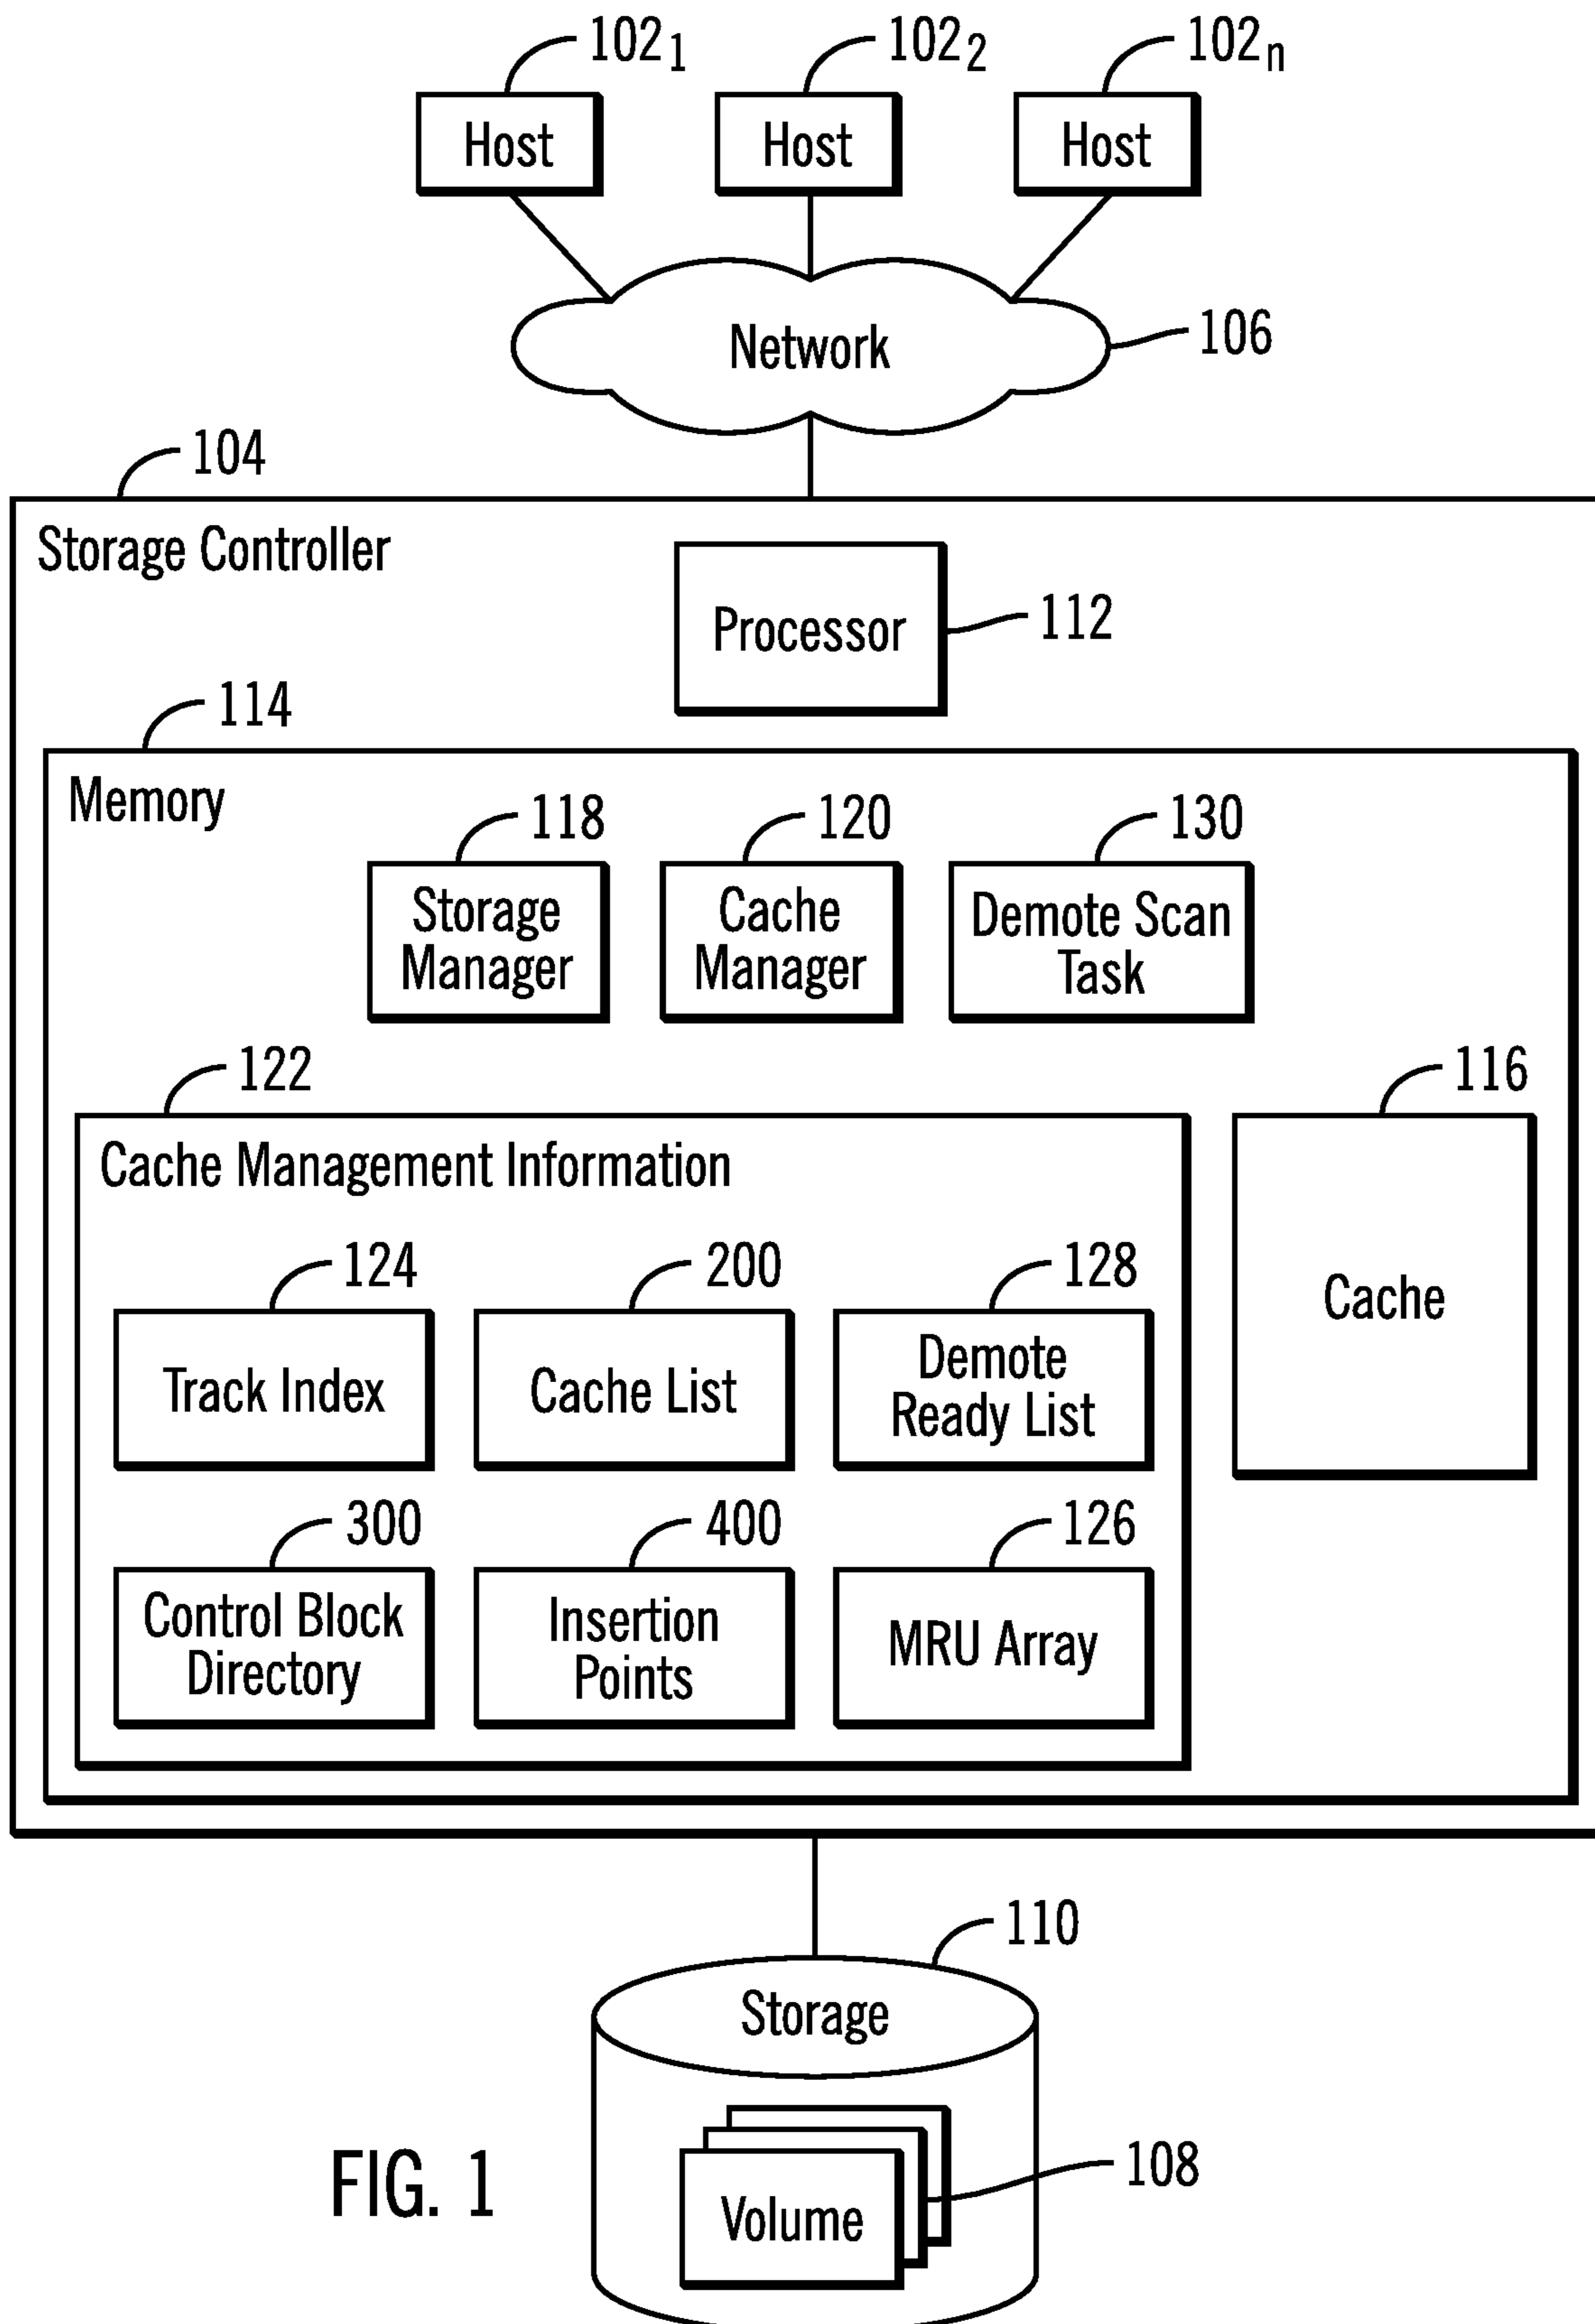 102₁ 102₂ 102ₙ
Host Host Host
Network
106
104
Storage Controller
Processor
112
114
Memory
118 120 130
Storage
Manager
Cache
Manager
Demote Scan
Task
122
116
Cache Management Information
Cache
124 200 128
Track Index
Cache List
Demote
Ready List
300 400 126
Control Block
Directory
Insertion
Points
MRU Array
110
Storage
108
Volume
FIG. 1